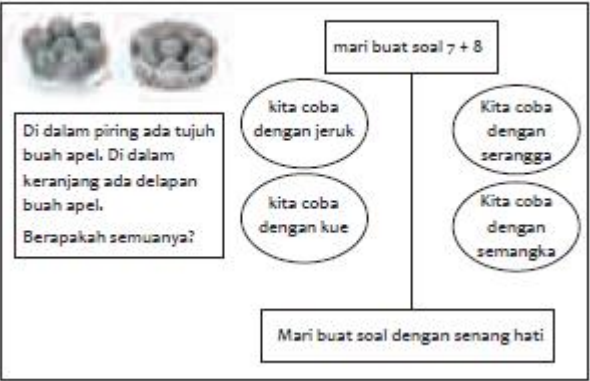 mari buat soal 7 + 8
Di dalam piring ada tujuh
buah apel. Di dalam
keranjang ada delapan
buah apel.
Berapakah semuanya?
kita coba
dengan jeruk
Kita coba
dengan
serangga
kita coba
dengan kue
Kita coba
dengan
semangka
Mari buat soal dengan senang hati